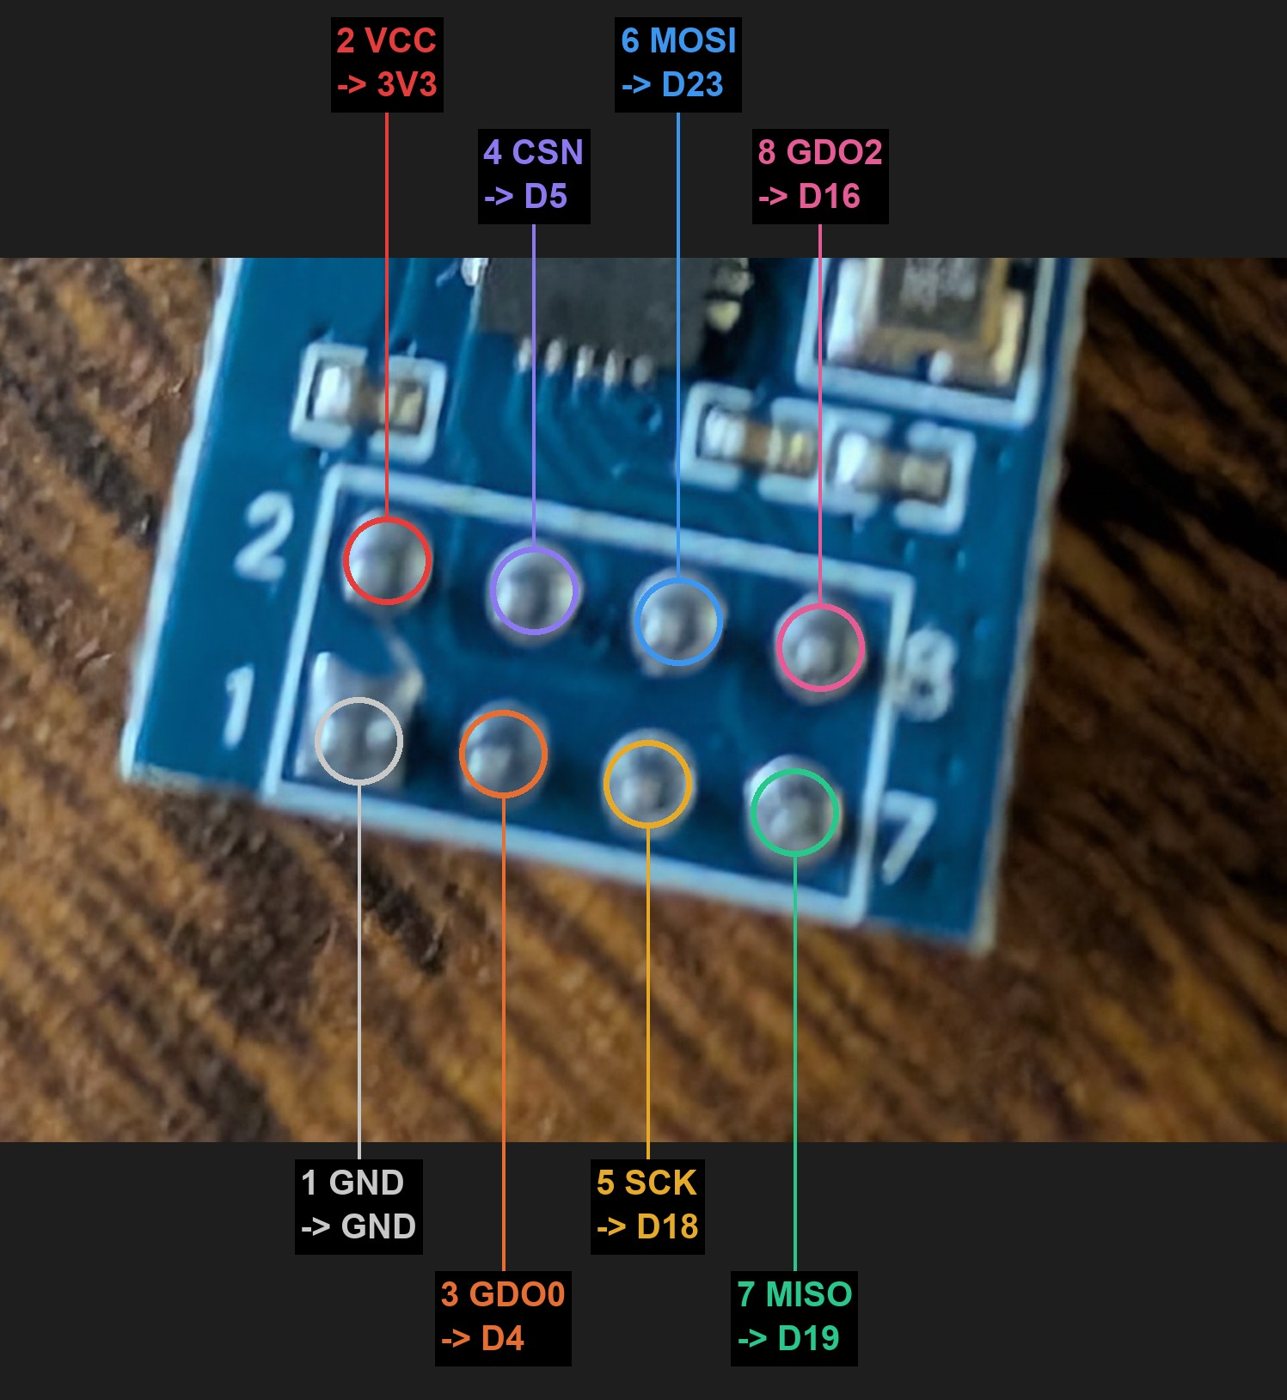 2 VCC
-> 3V3
6 MOSI
-> D23
4 CSN
-> D5
8 GDO2
-> D16
2
8
1
7
1 GND
-> GND
5 SCK
-> D18
3 GDO0
-> D4
7 MISO
-> D19